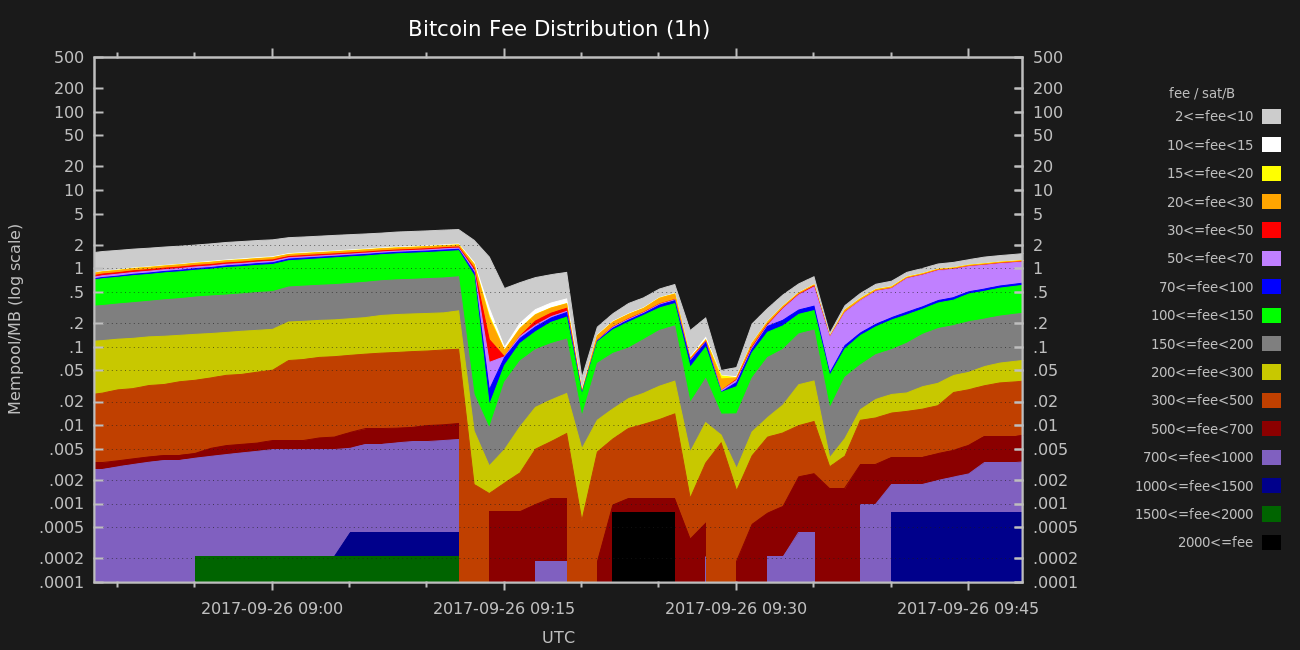 Bitcoin Fee Distribution (1h)
500
200
100
50
20
10
5
2
1
.5
.2
.1
.05
.02
.01
.005
.002
.001
.0005
.0002
.0001
Mempool/MB (log scale)
500
200
100
50
20
10
5
2
1
.5
.2
.1
.05
.02
.01
.005
.002
.001
.0005
.0002
.0001
2017-09-26 09:00 2017-09-26 09:15 2017-09-26 09:30 2017-09-26 09:45
UTC
fee / sat/B
2<=fee<10
10<=fee<15
15<=fee<20
20<=fee<30
30<=fee<50
50<=fee<70
70<=fee<100
100<=fee<150
150<=fee<200
200<=fee<300
300<=fee<500
500<=fee<700
700<=fee<1000
1000<=fee<1500
1500<=fee<2000
2000<=fee